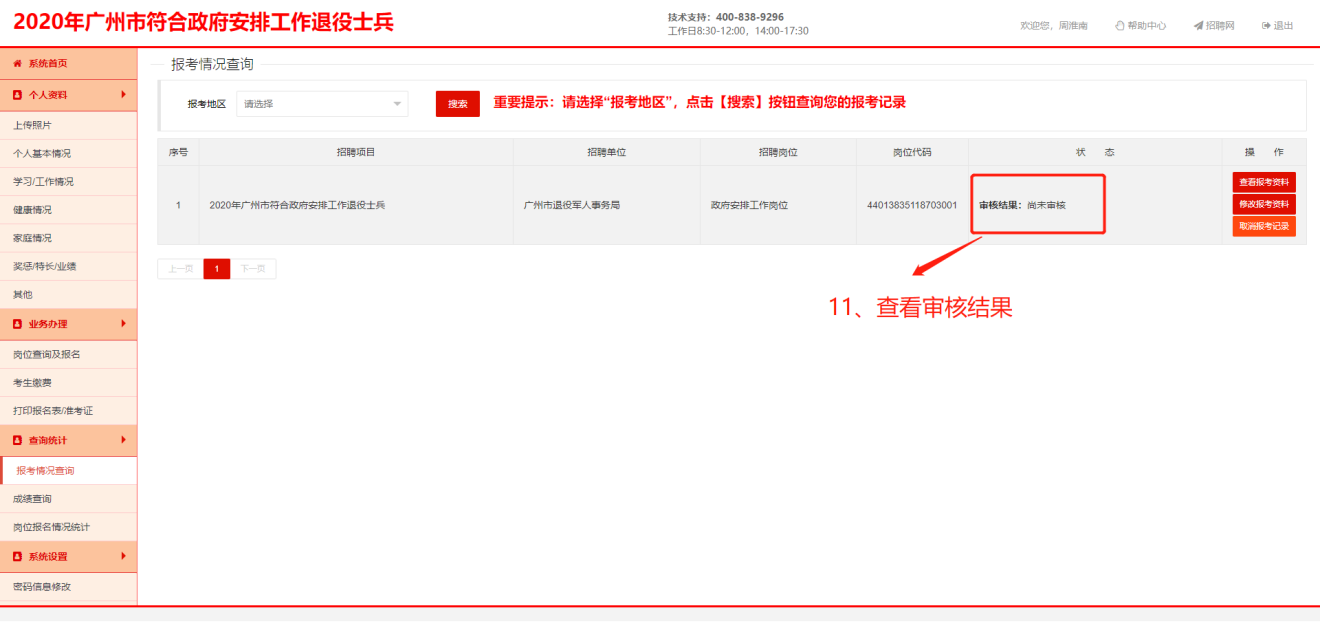 2020年广州市符合政府安排工作退役士兵
技术支持：400-838-9296
工作日8:30-12:00，14:00-17:30
欢迎您，周淮南 帮助中心 招聘网 退出
系统首页
个人资料
上传照片
个人基本情况
学习/工作情况
健康情况
家庭情况
奖惩/特长/业绩
其他
业务办理
岗位查询及报名
考生缴费
打印报名表/准考证
查询统计
报考情况查询
成绩查询
岗位报名情况统计
系统设置
密码信息修改
报考情况查询
报考地区 请选择 搜索 重要提示：请选择“报考地区”，点击【搜索】按钮查询您的报考记录
序号 招聘项目 招聘单位 招聘岗位 岗位代码 状 态 操 作
1 2020年广州市符合政府安排工作退役士兵 广州市退役军人事务局 政府安排工作岗位 44013835118703001 审核结果：尚未审核
查看报考资料
修改报考资料
取消报考记录
上一页 1 下一页
11、查看审核结果